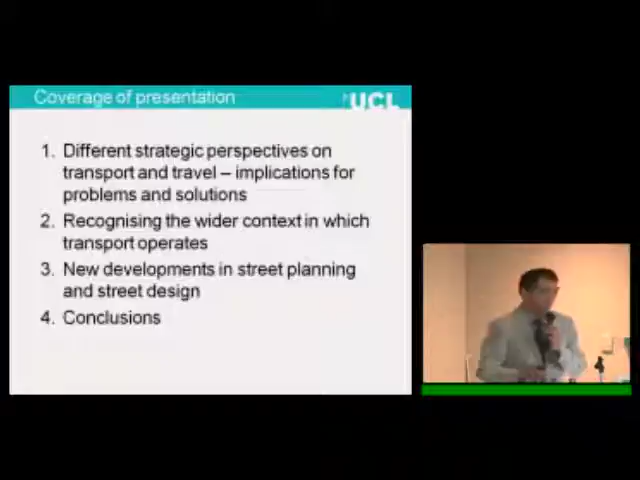 Coverage of presentation
UCL
1. Different strategic perspectives on
transport and travel – implications for
problems and solutions
2. Recognising the wider context in which
transport operates
3. New developments in street planning
and street design
4. Conclusions